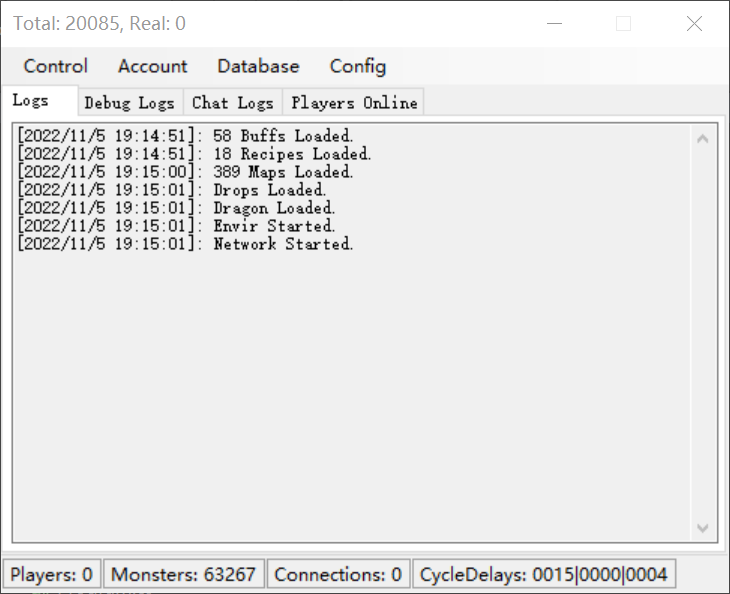 Total: 20085, Real: 0
Control Account Database Config
Logs Debug Logs Chat Logs Players Online
[2022/11/5 19:14:51]: 58 Buffs Loaded.
[2022/11/5 19:14:51]: 18 Recipes Loaded.
[2022/11/5 19:15:00]: 389 Maps Loaded.
[2022/11/5 19:15:01]: Drops Loaded.
[2022/11/5 19:15:01]: Dragon Loaded.
[2022/11/5 19:15:01]: Envir Started.
[2022/11/5 19:15:01]: Network Started.
Players: 0 Monsters: 63267 Connections: 0 CycleDelays: 0015|0000|0004